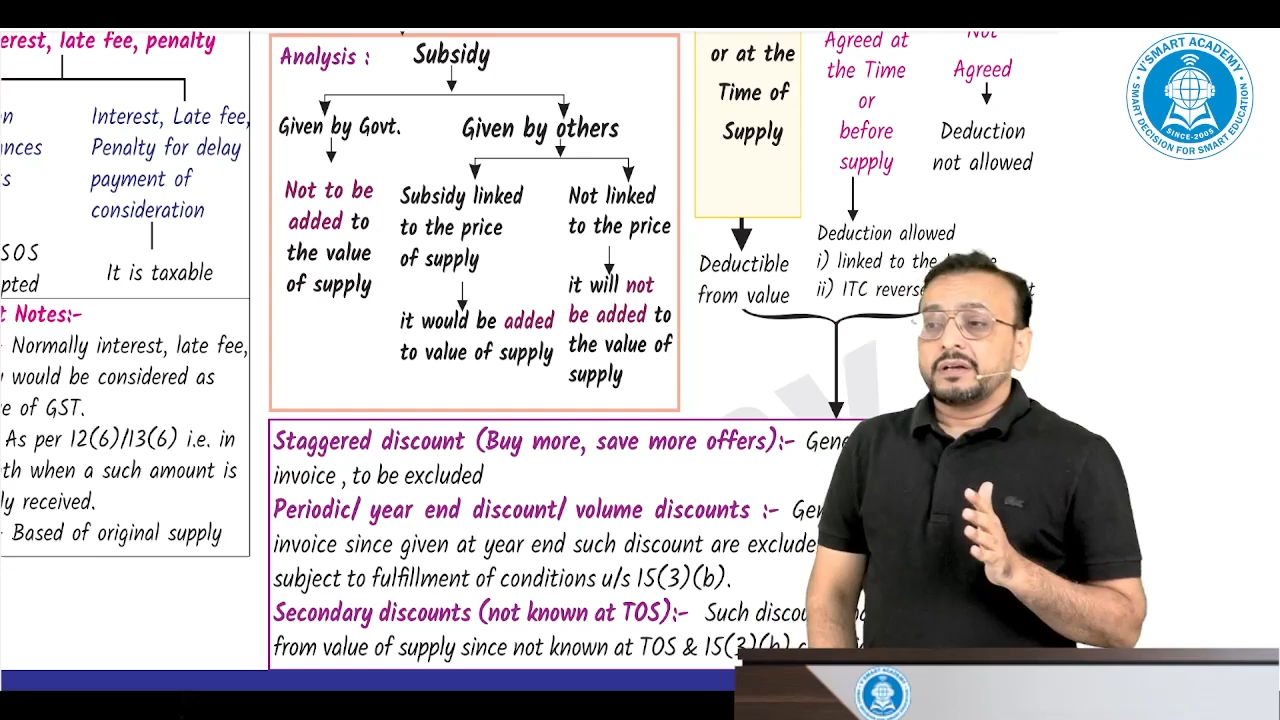 erest, late fee, penalty
Interest, Late fee,
Penalty for delay
payment of
consideration
It is taxable
SOS
pted
t Notes:-
Normally interest, late fee,
would be considered as
e of GST.
As per 12(6)/13(6) i.e. in
th when a such amount is
ly received.
- Based of original supply
Analysis :
Subsidy
Given by Govt.
Not to be
added to
the value
of supply
Given by others
Subsidy linked
to the price
of supply
it would be added
to value of supply
Not linked
to the price
it will not
be added to
the value of
supply
or at the
Time of
Supply
Deductible
from value
Agreed at
the Time
or
before
supply
Deduction allowed
i) linked to the
ii) ITC reverse
Not
Agreed
Deduction
not allowed
Staggered discount (Buy more, save more offers):- Gene
invoice , to be excluded
Periodic/ year end discount/ volume discounts :- Gen
invoice since given at year end such discount are exclude
subject to fulfillment of conditions u/s 15(3)(b).
Secondary discounts (not known at TOS):- Such discou
from value of supply since not known at TOS & 15(3)(b)
V'SMART ACADEMY
SINCE-2005
SMART DECISION FOR SMART EDUCATION